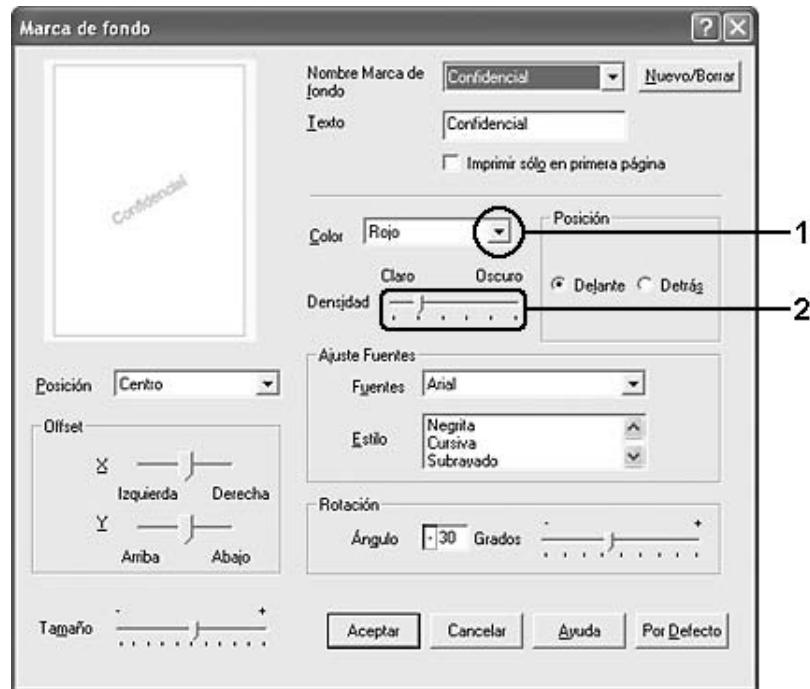 Marca de fondo
Confidencial
Nombre Marca de
fondo
Confidencial
Nuevo/Borrar
Texto
Confidencial
Imprimir sólo en primera página
Color
Rojo
1
Posición
Claro
Oscuro
Densidad
Delante
Detrás
2
Posición
Centro
Ajuste Fuentes
Fuentes
Arial
Estilo
Negrita
Cursiva
Subrayado
Offset
X
Izquierda
Derecha
Y
Arriba
Abajo
Rotación
Ángulo
-30
Grados
-
+
Tamaño
-
+
Aceptar
Cancelar
Ayuda
Por Defecto